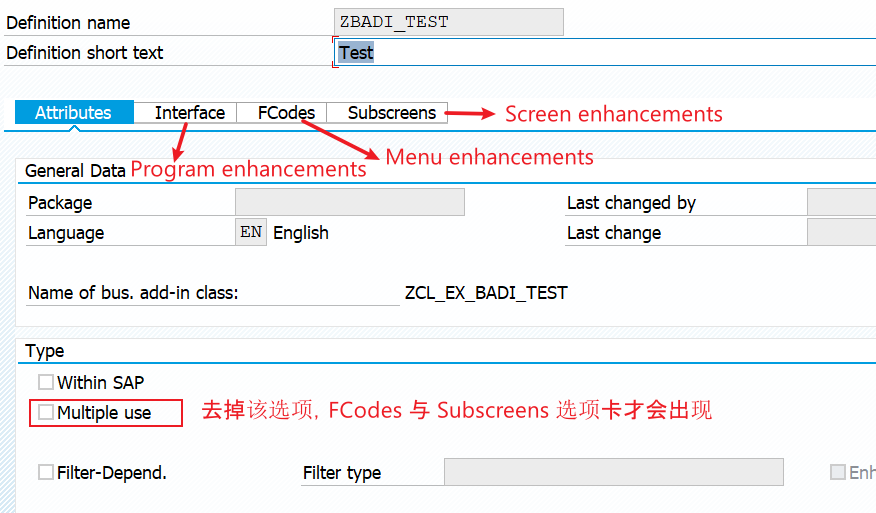 Definition name ZBADI_TEST
Definition short text Test
Attributes Interface FCodes Subscreens Screen enhancements
Menu enhancements
General Data Program enhancements
Package Last changed by
Language EN English Last change
Name of bus. add-in class: ZCL_EX_BADI_TEST
Type
Within SAP
Multiple use 去掉该选项, FCodes 与 Subscreens 选项卡才会出现
Filter-Depend. Filter type Enh